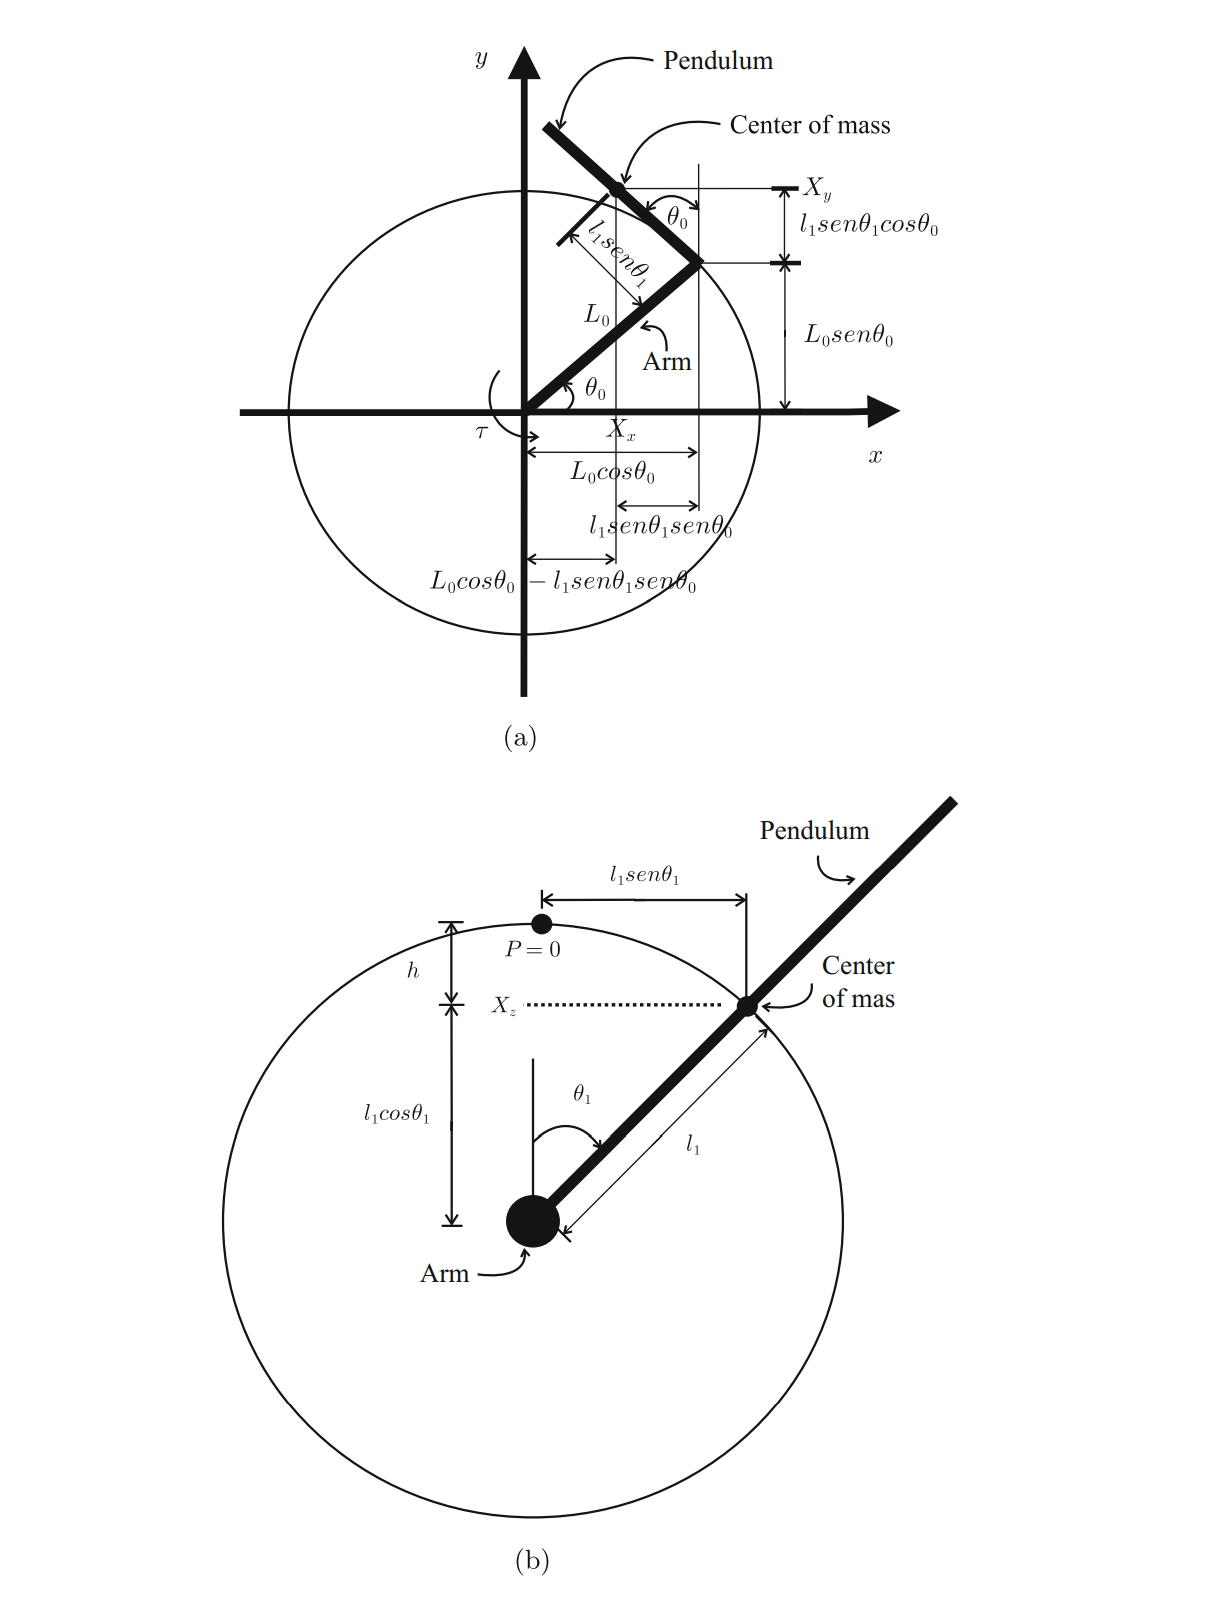 y
Pendulum
Center of mass
X_y
θ_0
l_1senθ_1cosθ_0
l_1senθ_1
L_0
L_0senθ_0
Arm
θ_0
τ
X_x
x
L_0cosθ_0
l_1senθ_1senθ_0
L_0cosθ_0 − l_1senθ_1senθ_0
(a)
Pendulum
l_1senθ_1
P = 0
h
Center
of mas
X_z
θ_1
l_1cosθ_1
l_1
Arm
(b)